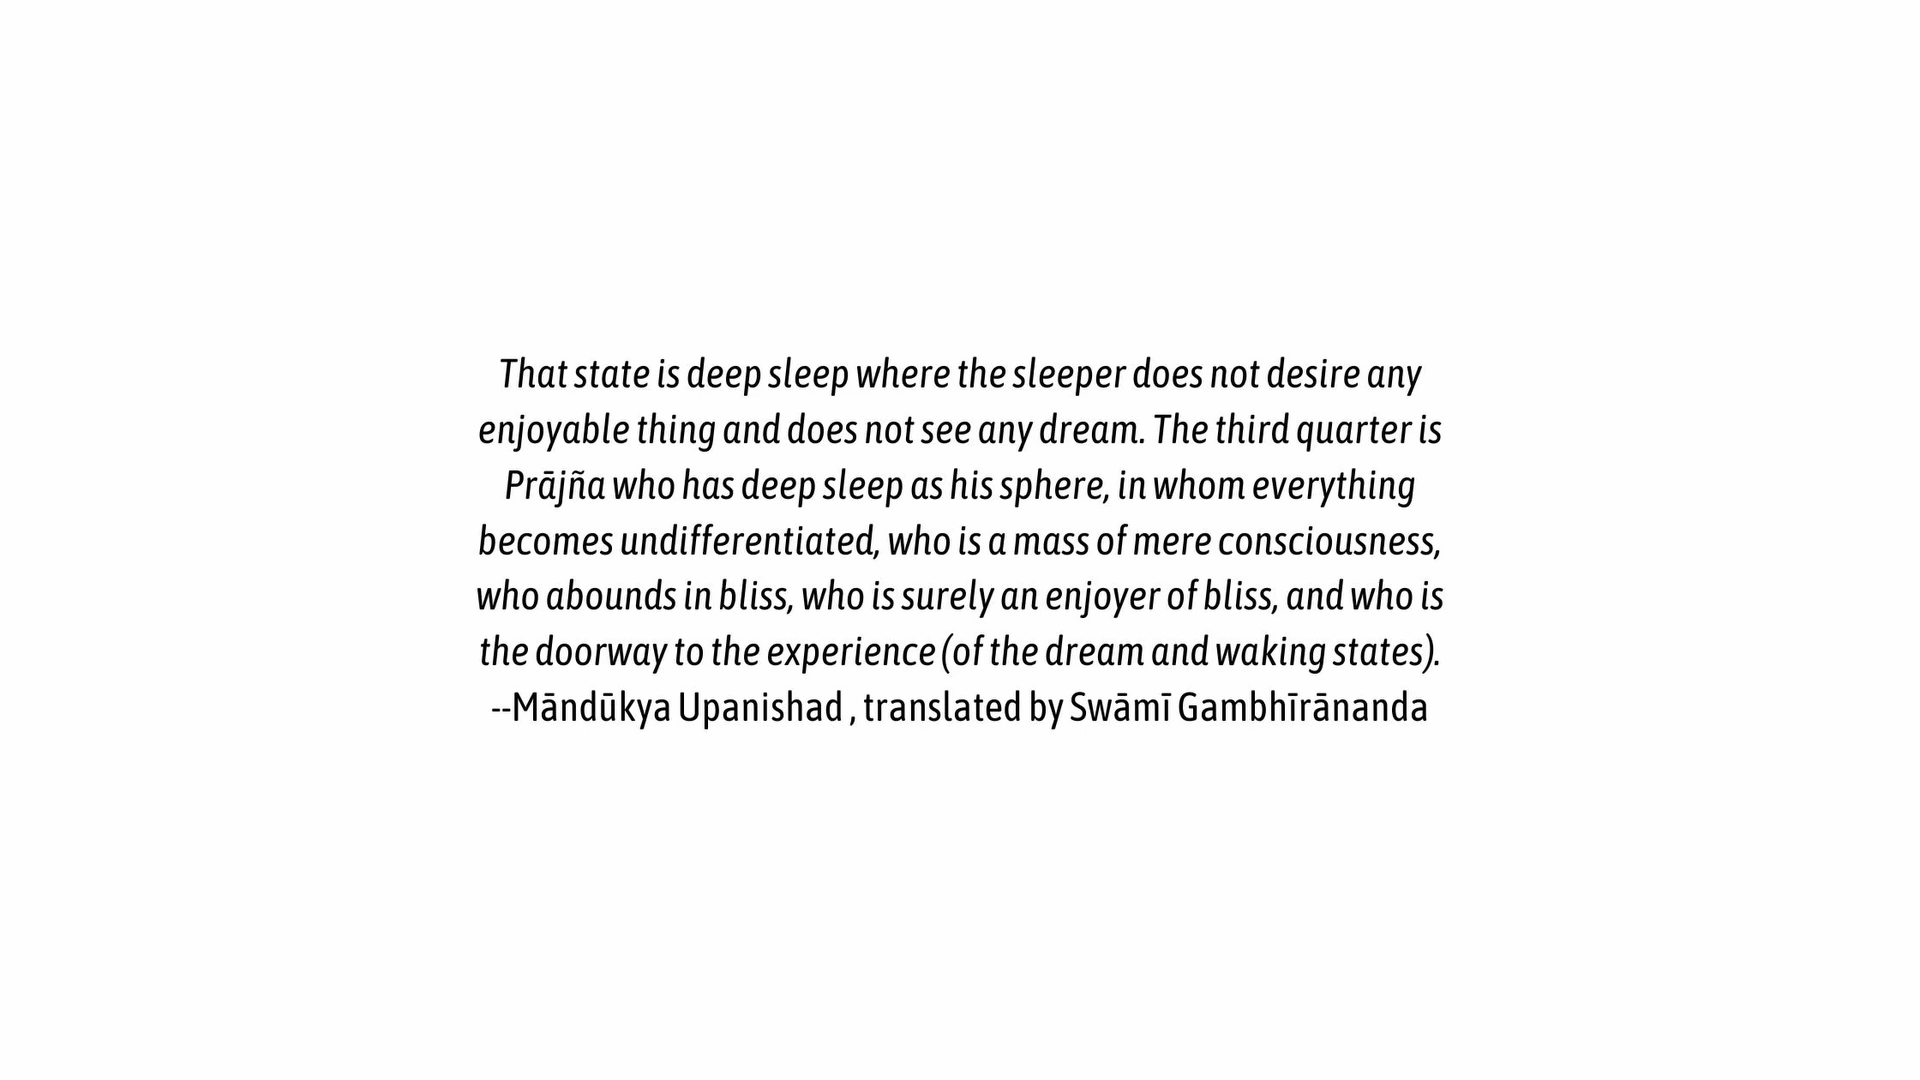 That state is deep sleep where the sleeper does not desire any
enjoyable thing and does not see any dream. The third quarter is
Prājña who has deep sleep as his sphere, in whom everything
becomes undifferentiated, who is a mass of mere consciousness,
who abounds in bliss, who is surely an enjoyer of bliss, and who is
the doorway to the experience (of the dream and waking states).
--Māndūkya Upanishad , translated by Swāmī Gambhīrānanda